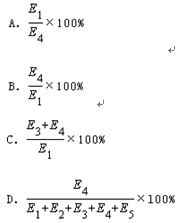 A. E₁/E₄ ×100%
B. E₄/E₁ ×100%
C. (E₃+E₄)/E₁ ×100%
D. E₄/(E₁+E₂+E₃+E₄+E₅) ×100%